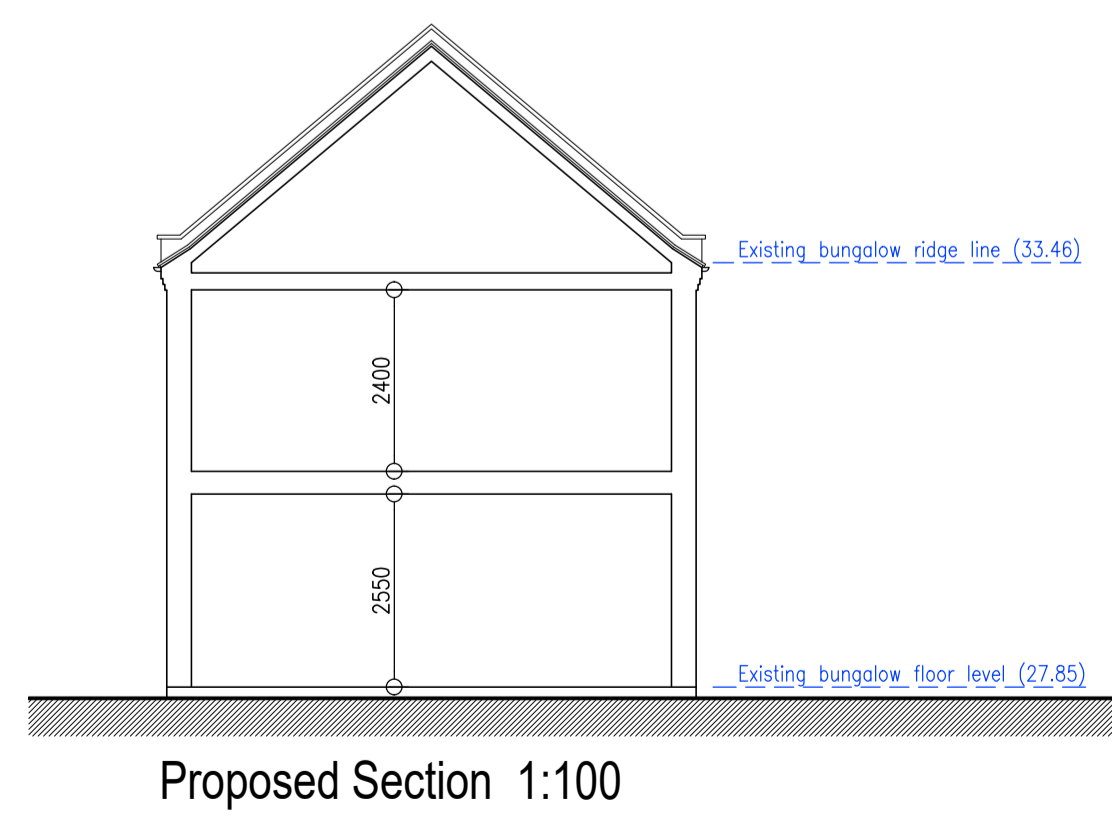 Existing bungalow ridge line (33.46)
2400
2550
Existing bungalow floor level (27.85)
Proposed Section 1:100